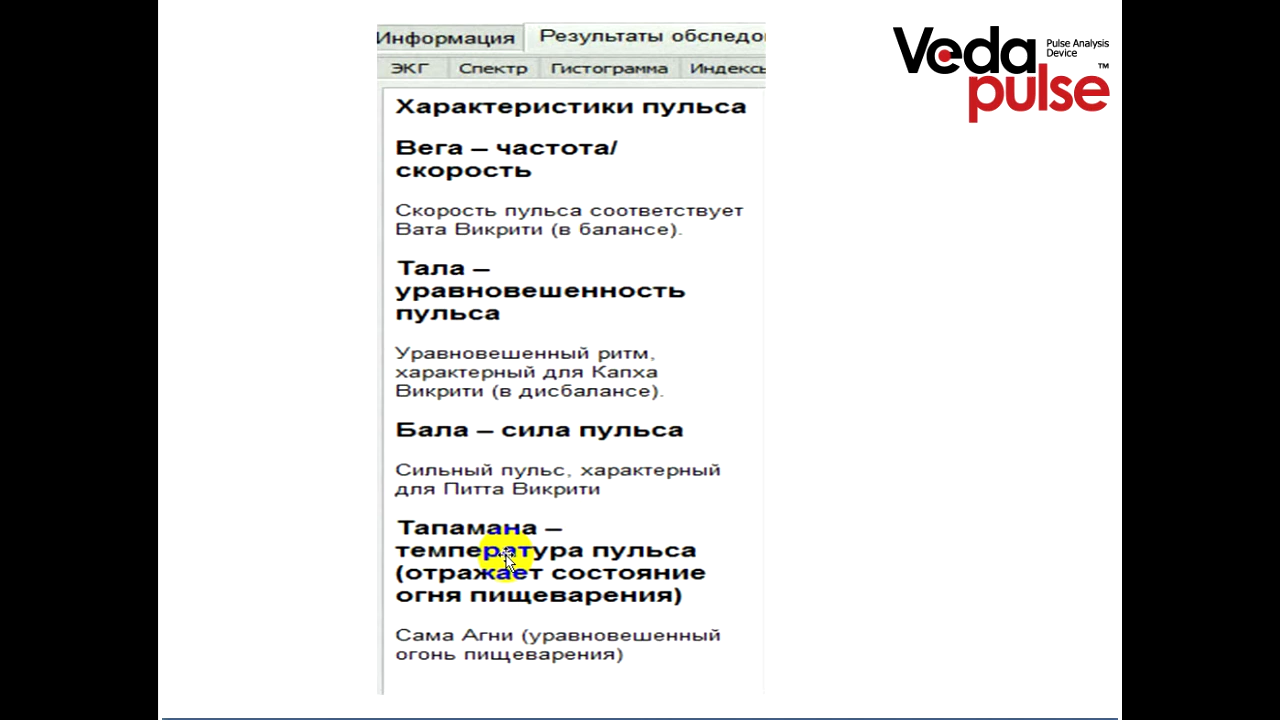 Информация
Результаты обследо
ЭКГ
Спектр
Гистограмма
Индексы
Veda pulse
Pulse Analysis
Device
™
Характеристики пульса
Вега – частота/
скорость
Скорость пульса соответствует
Вата Викрити (в балансе).
Тала –
уравновешенность
пульса
Уравновешенный ритм,
характерный для Капха
Викрити (в дисбалансе).
Бала – сила пульса
Сильный пульс, характерный
для Питта Викрити
Тапамана –
температура пульса
(отражает состояние
огня пищеварения)
Сама Агни (уравновешенный
огонь пищеварения)